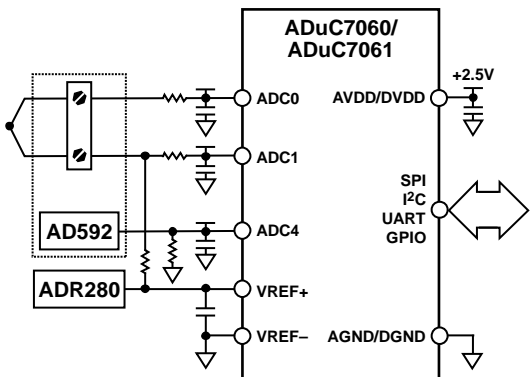 ADuC7060/
ADuC7061
+2.5V
ADC0
AVDD/DVDD
ADC1
SPI
I²C
UART
GPIO
AD592
ADC4
ADR280
VREF+
VREF–
AGND/DGND